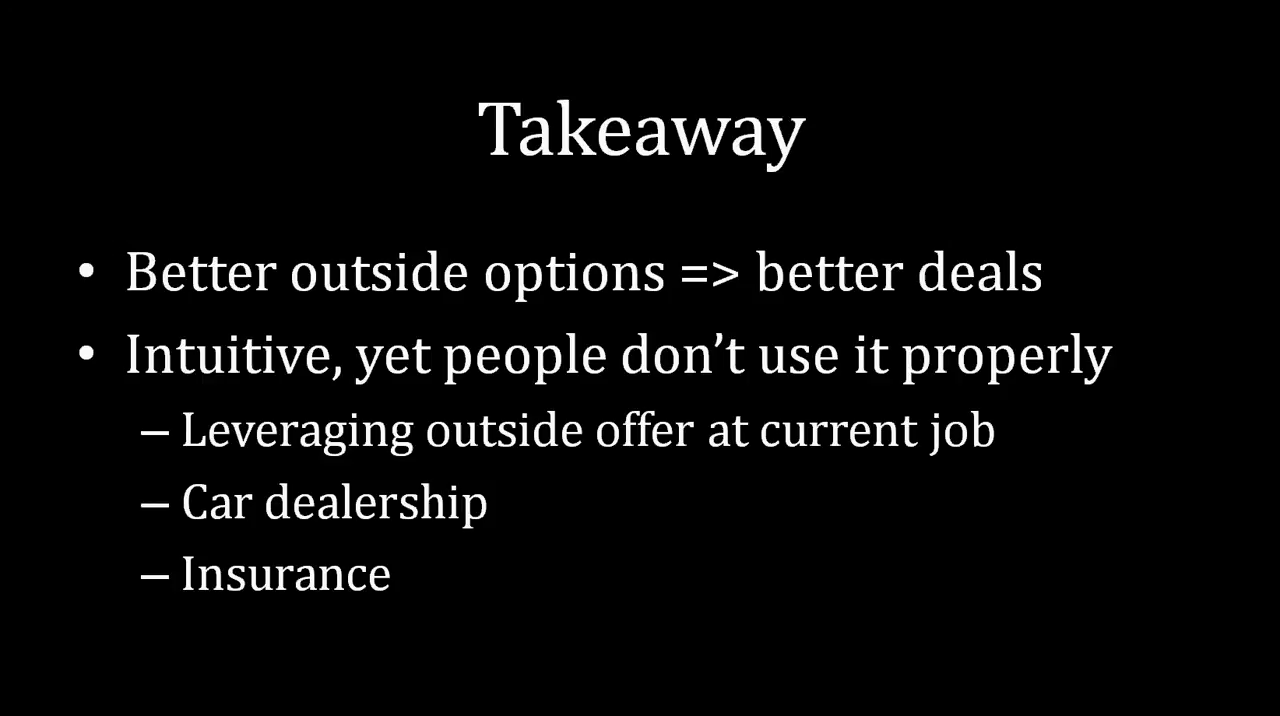 Takeaway
• Better outside options => better deals
• Intuitive, yet people don’t use it properly
– Leveraging outside offer at current job
– Car dealership
– Insurance